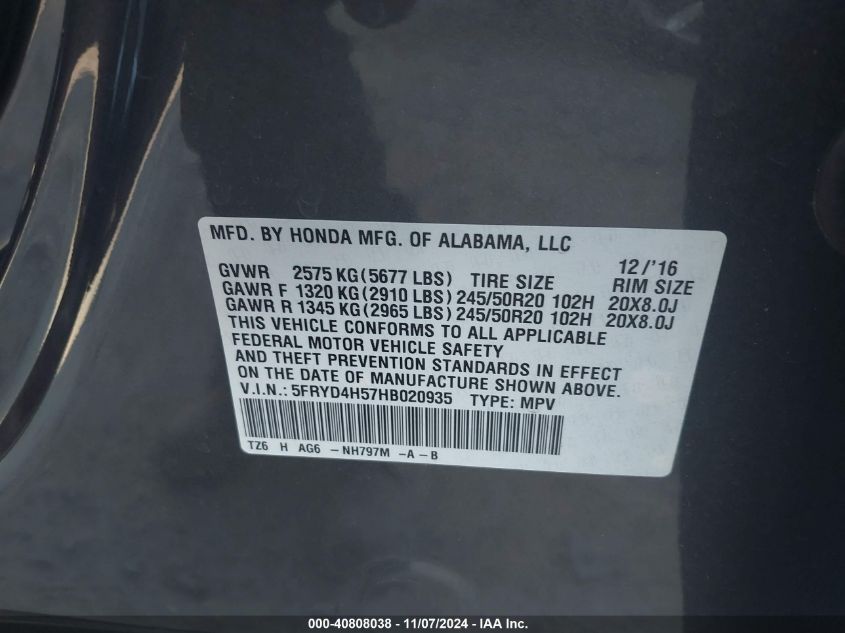 MFD. BY HONDA MFG. OF ALABAMA, LLC
12/'16
GVWR 2575 KG (5677 LBS) TIRE SIZE RIM SIZE
GAWR F 1320 KG (2910 LBS) 245/50R20 102H 20X8.0J
GAWR R 1345 KG (2965 LBS) 245/50R20 102H 20X8.0J
THIS VEHICLE CONFORMS TO ALL APPLICABLE
FEDERAL MOTOR VEHICLE SAFETY
AND THEFT PREVENTION STANDARDS IN EFFECT
ON THE DATE OF MANUFACTURE SHOWN ABOVE.
V.I.N.: 5FRYD4H57HB020935 TYPE: MPV
TZ6 H AG6 -NH797M -A-B
000-40808038 - 11/07/2024 - IAA Inc.